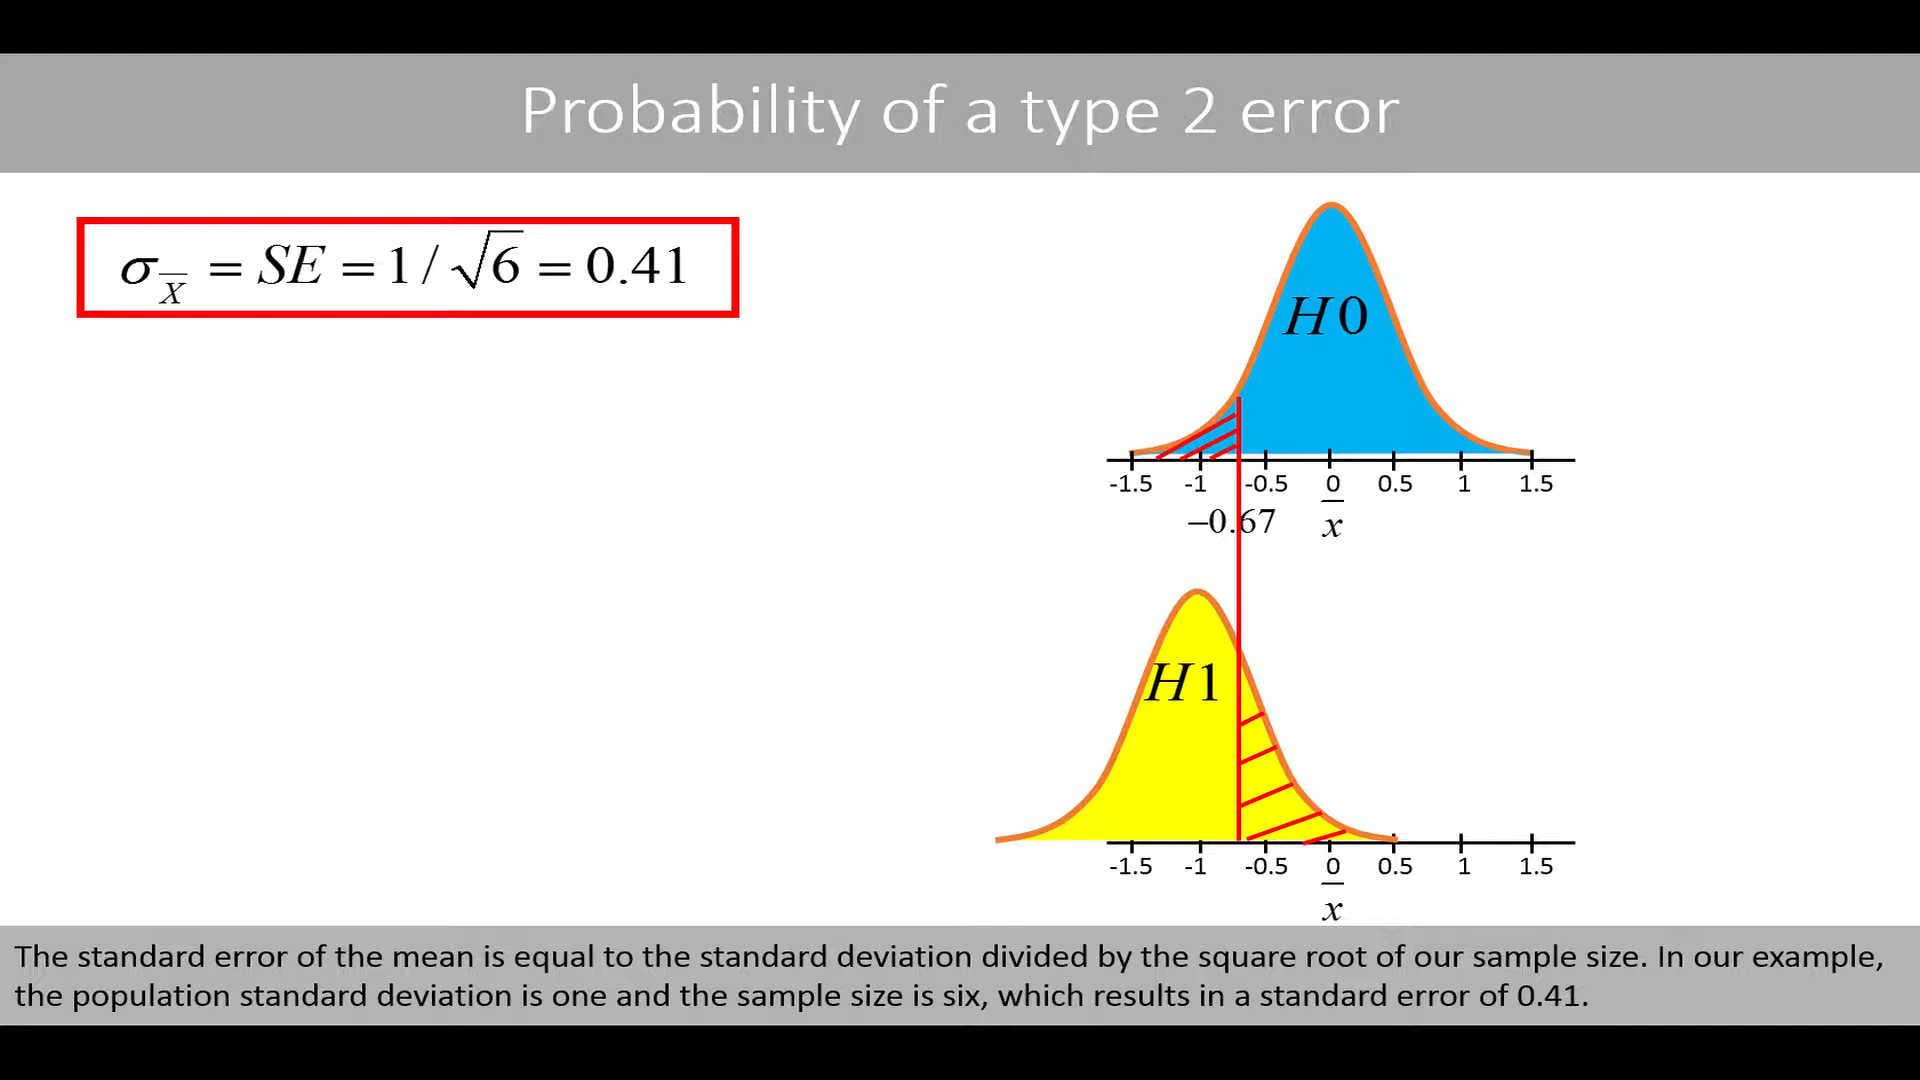 Probability of a type 2 error
σ_X̄ = SE = 1 / √6 = 0.41
H0
-1.5 -1 -0.5 0 0.5 1 1.5
−0.67 x̄
H1
-1.5 -1 -0.5 0 0.5 1 1.5
x̄
The standard error of the mean is equal to the standard deviation divided by the square root of our sample size. In our example,
the population standard deviation is one and the sample size is six, which results in a standard error of 0.41.